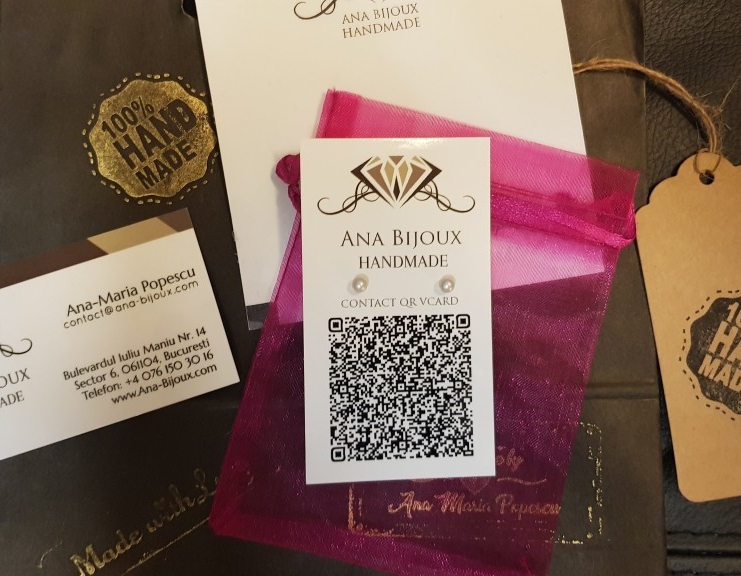 ANA BIJOUX
HANDMADE
100%
HAND
MADE
ANA BIJOUX
HANDMADE
CONTACT QR VCARD
Ana-Maria Popescu
contact@ana-bijoux.com
Bulevardul Iuliu Maniu Nr. 14
Sector 6, 061104, Bucuresti
Telefon: +4 076 150 30 16
www.Ana-Bijoux.com
HAND
MADE
Made with
Ana Maria Popescu